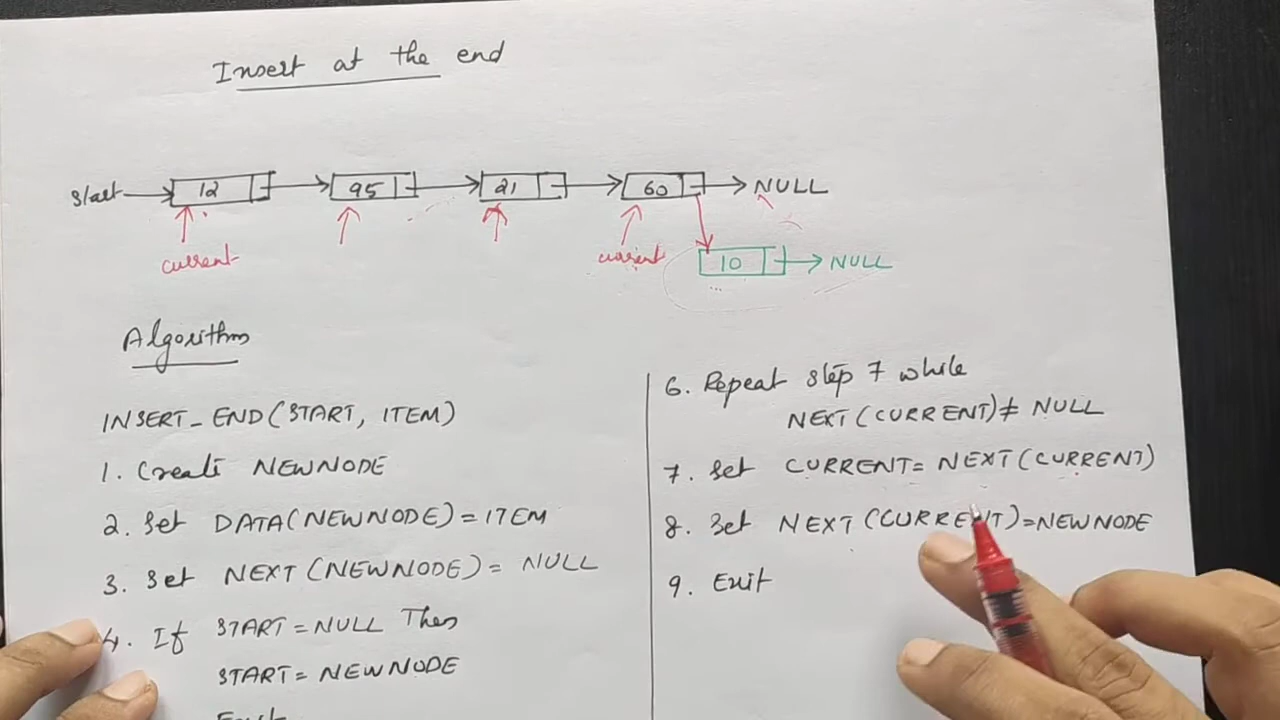 Insert at the end
Start 12 95 21 60 NULL
current current
10 NULL
Algorithm
INSERT_END(START, ITEM)
1. Create NEWNODE
2. Set DATA(NEWNODE) = ITEM
3. Set NEXT(NEWNODE) = NULL
4. If START = NULL Then
START = NEWNODE
Exit
6. Repeat step 7 while
NEXT(CURRENT) ≠ NULL
7. Set CURRENT = NEXT(CURRENT)
8. Set NEXT(CURRENT) = NEWNODE
9. Exit